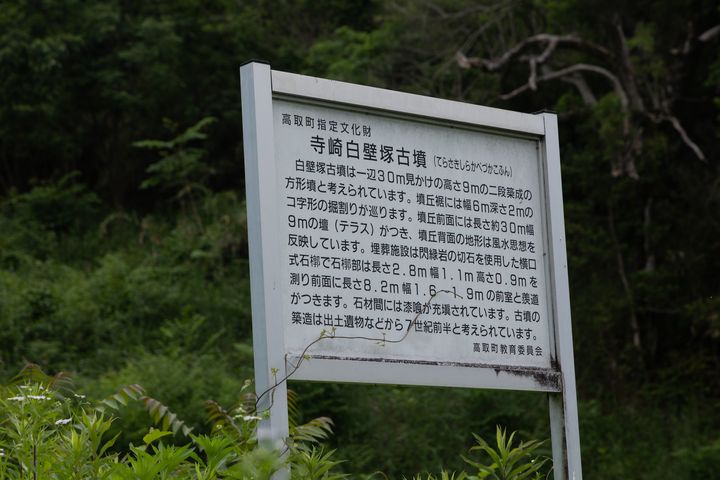 高取町指定文化財
寺崎白壁塚古墳(てらさきしらかべづかこふん)
白壁塚古墳は一辺30m見かけの高さ9mの二段築成の
方形墳と考えられています。墳丘裾には幅6m深さ2mの
コ字形の掘割りが巡ります。墳丘前面には長さ約30m幅
9mの壇(テラス)がつき、墳丘背面の地形は風水思想を
反映しています。埋葬施設は閃緑岩の切石を使用した横口
式石槨で石槨部は長さ2.8m幅1.1m高さ0.9mを
測り前面に長さ8.2m幅1.6~1.9mの前室と羨道
がつきます。石材間には漆喰が充填されています。古墳の
築造は出土遺物などから7世紀前半と考えられています。
高取町教育委員会